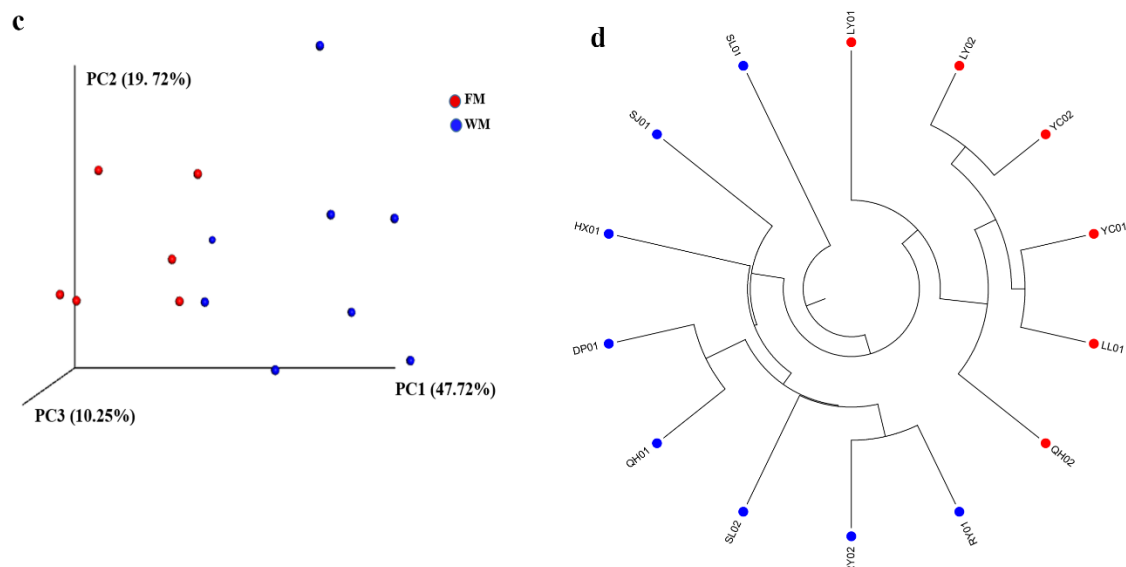 c
PC2 (19. 72%)
FM
WM
PC1 (47.72%)
PC3 (10.25%)
d
LY01
LY02
YC02
YC01
LL01
QH02
RY01
RY02
SL02
QH01
DP01
HX01
SJ01
SL01